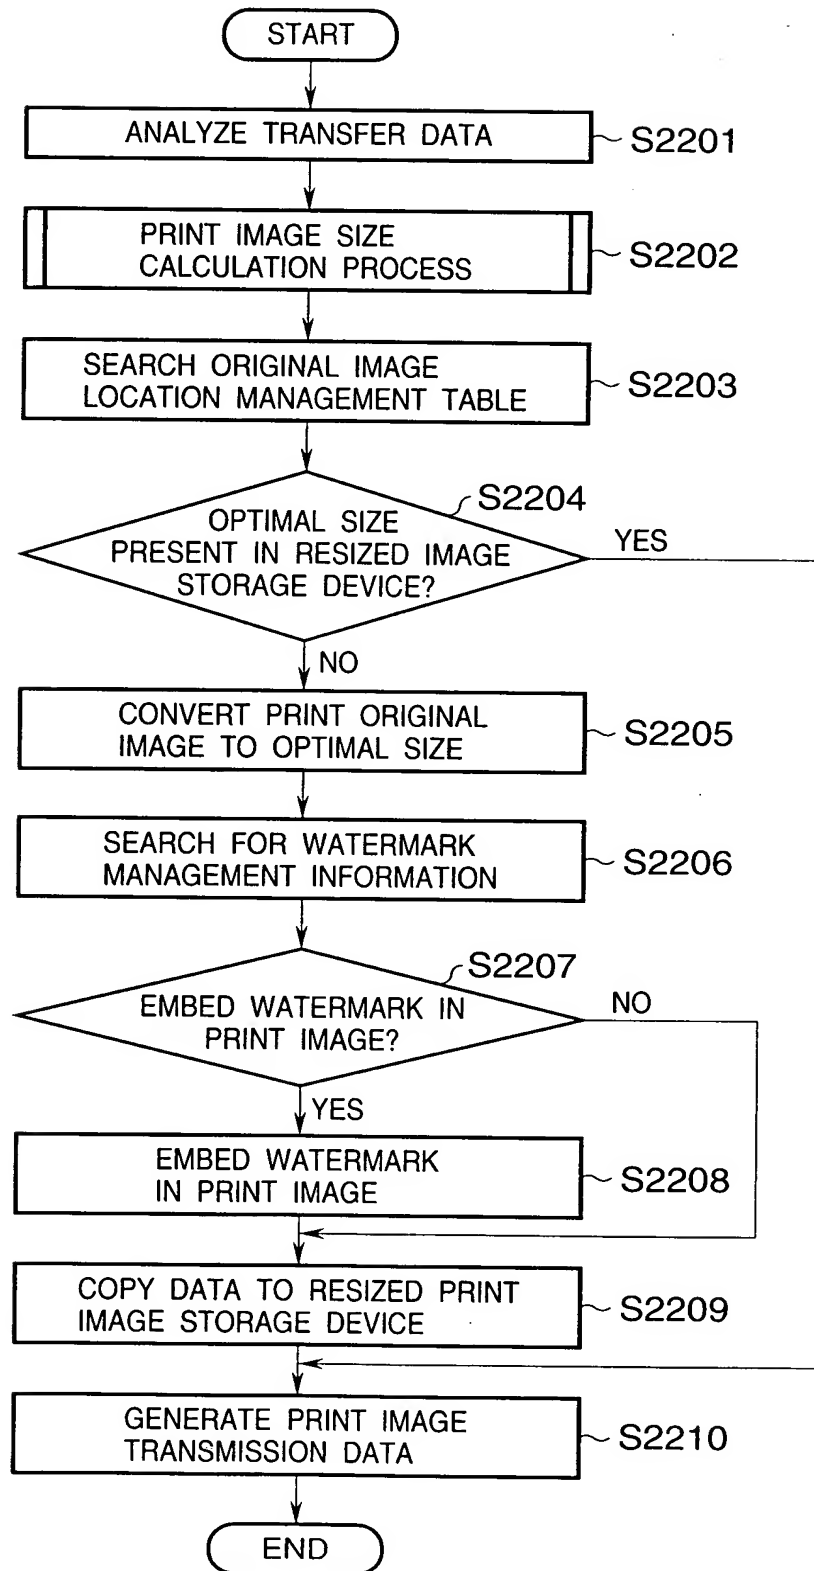 START
ANALYZE TRANSFER DATA
S2201
PRINT IMAGE SIZE
CALCULATION PROCESS
S2202
SEARCH ORIGINAL IMAGE
LOCATION MANAGEMENT TABLE
S2203
S2204
OPTIMAL SIZE
PRESENT IN RESIZED IMAGE
STORAGE DEVICE?
YES
NO
CONVERT PRINT ORIGINAL
IMAGE TO OPTIMAL SIZE
S2205
SEARCH FOR WATERMARK
MANAGEMENT INFORMATION
S2206
S2207
EMBED WATERMARK IN
PRINT IMAGE?
NO
YES
EMBED WATERMARK
IN PRINT IMAGE
S2208
COPY DATA TO RESIZED PRINT
IMAGE STORAGE DEVICE
S2209
GENERATE PRINT IMAGE
TRANSMISSION DATA
S2210
END